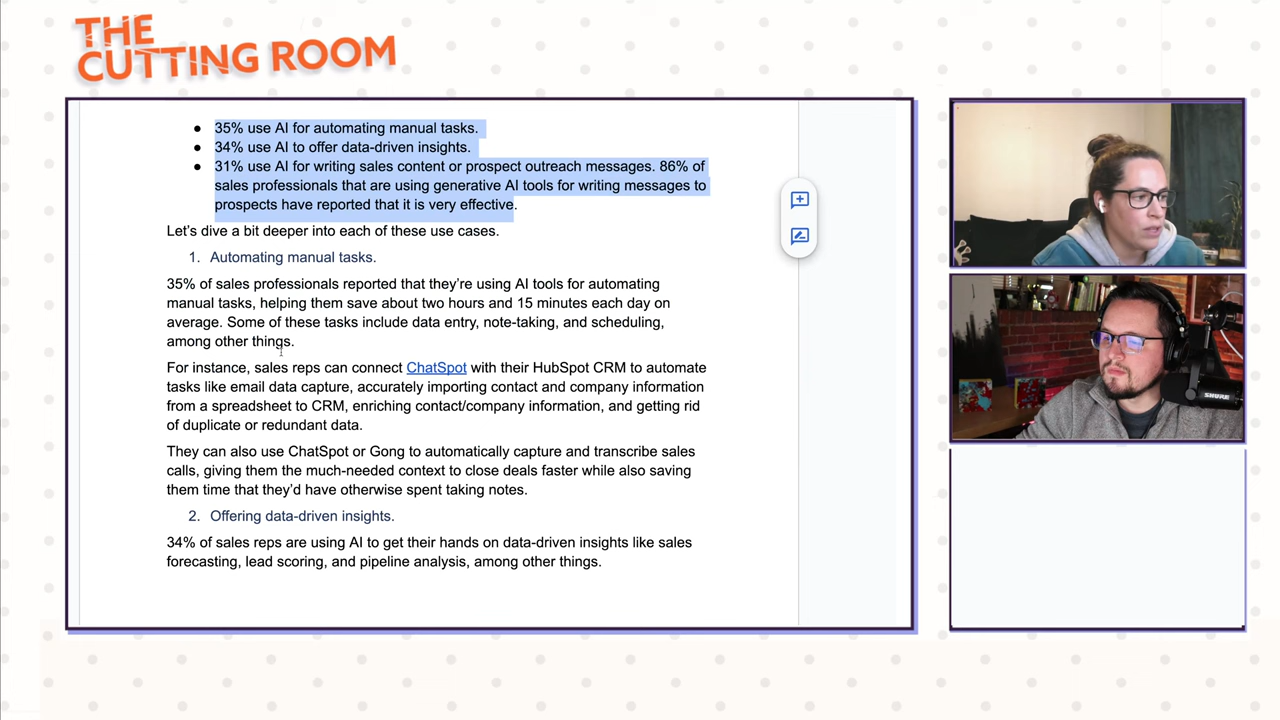 THE
CUTTING ROOM
● 35% use AI for automating manual tasks.
● 34% use AI to offer data-driven insights.
● 31% use AI for writing sales content or prospect outreach messages. 86% of
sales professionals that are using generative AI tools for writing messages to
prospects have reported that it is very effective.
Let’s dive a bit deeper into each of these use cases.
1. Automating manual tasks.
35% of sales professionals reported that they’re using AI tools for automating
manual tasks, helping them save about two hours and 15 minutes each day on
average. Some of these tasks include data entry, note-taking, and scheduling,
among other things.
For instance, sales reps can connect ChatSpot with their HubSpot CRM to automate
tasks like email data capture, accurately importing contact and company information
from a spreadsheet to CRM, enriching contact/company information, and getting rid
of duplicate or redundant data.
They can also use ChatSpot or Gong to automatically capture and transcribe sales
calls, giving them the much-needed context to close deals faster while also saving
them time that they’d have otherwise spent taking notes.
2. Offering data-driven insights.
34% of sales reps are using AI to get their hands on data-driven insights like sales
forecasting, lead scoring, and pipeline analysis, among other things.
SHURE